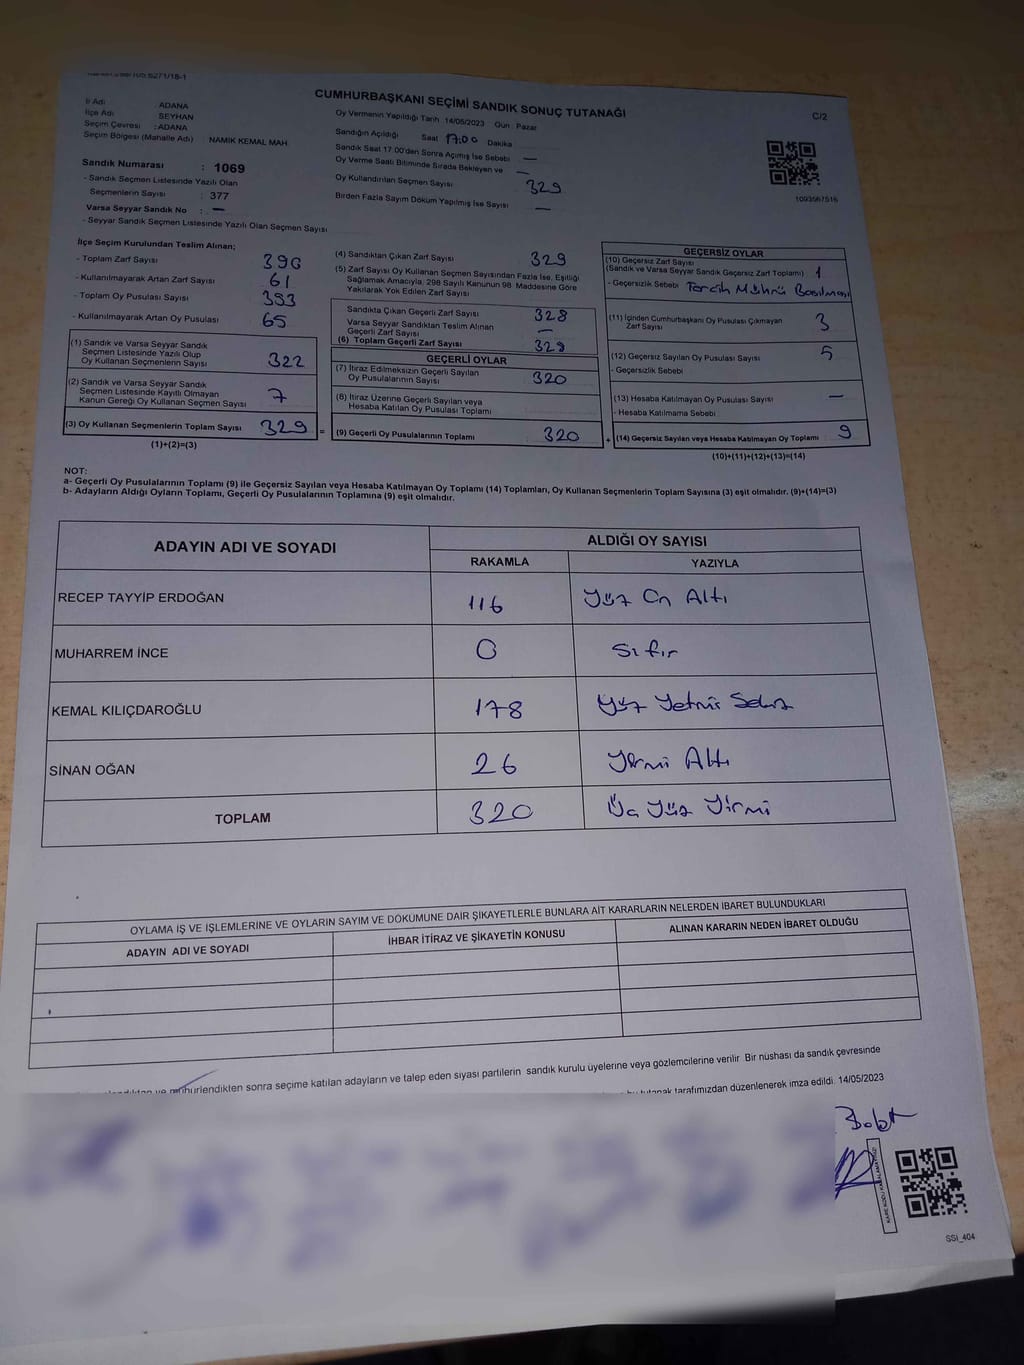 CUMHURBAŞKANI SEÇİMİ SANDIK SONUÇ TUTANAĞI
C/2
İl Adı : ADANA
İlçe Adı : SEYHAN
Seçim Çevresi : ADANA
Seçim Bölgesi (Mahalle Adı) : NAMIK KEMAL MAH.
Oy Vermenin Yapıldığı Tarih 14/05/2023 Gün : Pazar
Sandığın Açıldığı Saat 17:00 Dakika
Sandık Saat 17.00'dan Sonra Açımış İse Sebebi —
Oy Verme Saati Bitiminde Sırada Bekleyen ve —
Oy Kullandırılan Seçmen Sayısı 329
Birden Fazla Sayım Döküm Yapılmış İse Sayısı —
1093567516
Sandık Numarası : 1069
- Sandık Seçmen Listesinde Yazılı Olan
Seçmenlerin Sayısı : 377
Varsa Seyyar Sandık No : —
- Seyyar Sandık Seçmen Listesinde Yazılı Olan Seçmen Sayısı
İlçe Seçim Kurulundan Teslim Alınan;
- Toplam Zarf Sayısı 396
- Kullanılmayarak Artan Zarf Sayısı 61
- Toplam Oy Pusulası Sayısı 393
- Kullanılmayarak Artan Oy Pusulası 65
(1) Sandık ve Varsa Seyyar Sandık
Seçmen Listesinde Yazılı Olup
Oy Kullanan Seçmenlerin Sayısı 322
(2) Sandık ve Varsa Seyyar Sandık
Seçmen Listesinde Kayıtlı Olmayan
Kanun Gereği Oy Kullanan Seçmen Sayısı 7
(3) Oy Kullanan Seçmenlerin Toplam Sayısı 329 =
(1)+(2)=(3)
(4) Sandıktan Çıkan Zarf Sayısı 329
(5) Zarf Sayısı Oy Kullanan Seçmen Sayısından Fazla İse, Eşitliği
Sağlamak Amacıyla, 298 Sayılı Kanunun 98. Maddesine Göre
Yakılarak Yok Edilen Zarf Sayısı
Sandıkta Çıkan Geçerli Zarf Sayısı 328
Varsa Seyyar Sandıktan Teslim Alınan
Geçerli Zarf Sayısı —
(6) Toplam Geçerli Zarf Sayısı 329
GEÇERLİ OYLAR
(7) İtiraz Edilmeksizin Geçerli Sayılan
Oy Pusulalarının Sayısı 320
(8) İtiraz Üzerine Geçerli Sayılan veya
Hesaba Katılan Oy Pusulası Toplamı
(9) Geçerli Oy Pusulalarının Toplamı 320 +
GEÇERSİZ OYLAR
(10) Geçersiz Zarf Sayısı
(Sandık ve Varsa Seyyar Sandık Geçersiz Zarf Toplamı) 1
- Geçersizlik Sebebi Tercih Mührü Basılması
(11) İçinden Cumhurbaşkanı Oy Pusulası Çıkmayan
Zarf Sayısı 3
(12) Geçersiz Sayılan Oy Pusulası Sayısı 5
- Geçersizlik Sebebi
(13) Hesaba Katılmayan Oy Pusulası Sayısı —
- Hesaba Katılmama Sebebi
(14) Geçersiz Sayılan veya Hesaba Katılmayan Oy Toplamı 9
(10)+(11)+(12)+(13)=(14)
NOT:
a- Geçerli Oy Pusulalarının Toplamı (9) ile Geçersiz Sayılan veya Hesaba Katılmayan Oy Toplamı (14) Toplamları, Oy Kullanan Seçmenlerin Toplam Sayısına (3) eşit olmalıdır. (9)+(14)=(3)
b- Adayların Aldığı Oyların Toplamı, Geçerli Oy Pusulalarının Toplamına (9) eşit olmalıdır.
ADAYIN ADI VE SOYADI
ALDIĞI OY SAYISI
RAKAMLA YAZIYLA
RECEP TAYYİP ERDOĞAN 116 Yüz On Altı
MUHARREM İNCE 0 Sıfır
KEMAL KILIÇDAROĞLU 178 Yüz Yetmiş Sekiz
SİNAN OĞAN 26 Yirmi Altı
TOPLAM 320 Üç Yüz Yirmi
OYLAMA İŞ VE İŞLEMLERİNE VE OYLARIN SAYIM VE DÖKÜMÜNE DAİR ŞİKAYETLERLE BUNLARA AİT KARARLARIN NELERDEN İBARET BULUNDUKLARI
ADAYIN ADI VE SOYADI İHBAR İTİRAZ VE ŞİKAYETİN KONUSU ALINAN KARARIN NEDEN İBARET OLDUĞU
mühürlendikten sonra seçime katılan adayların ve talep eden siyasi partilerin sandık kurulu üyelerine veya gözlemcilerine verilir. Bir nüshası da sandık çevresinde
tutanak tarafımızdan düzenlenerek imza edildi. 14/05/2023
SSI_404